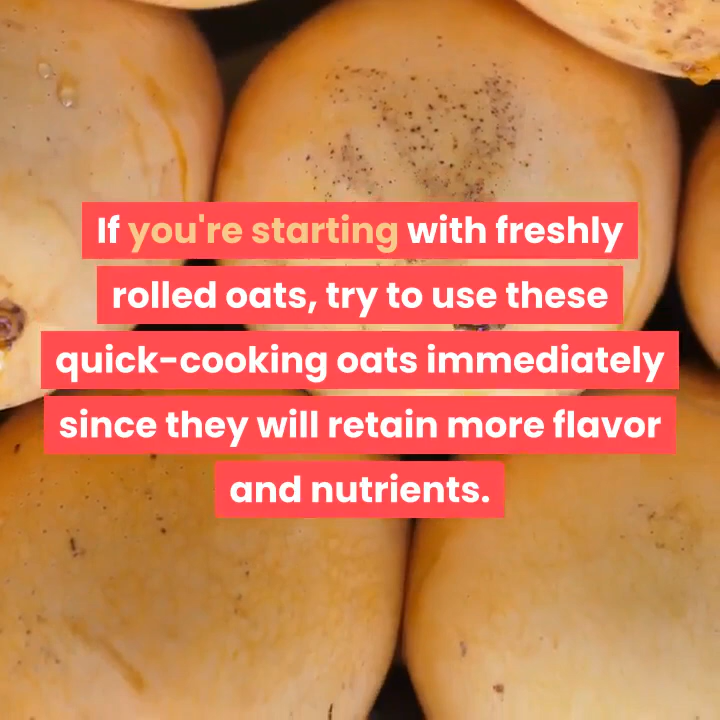 If you're starting with freshly
rolled oats, try to use these
quick-cooking oats immediately
since they will retain more flavor
and nutrients.